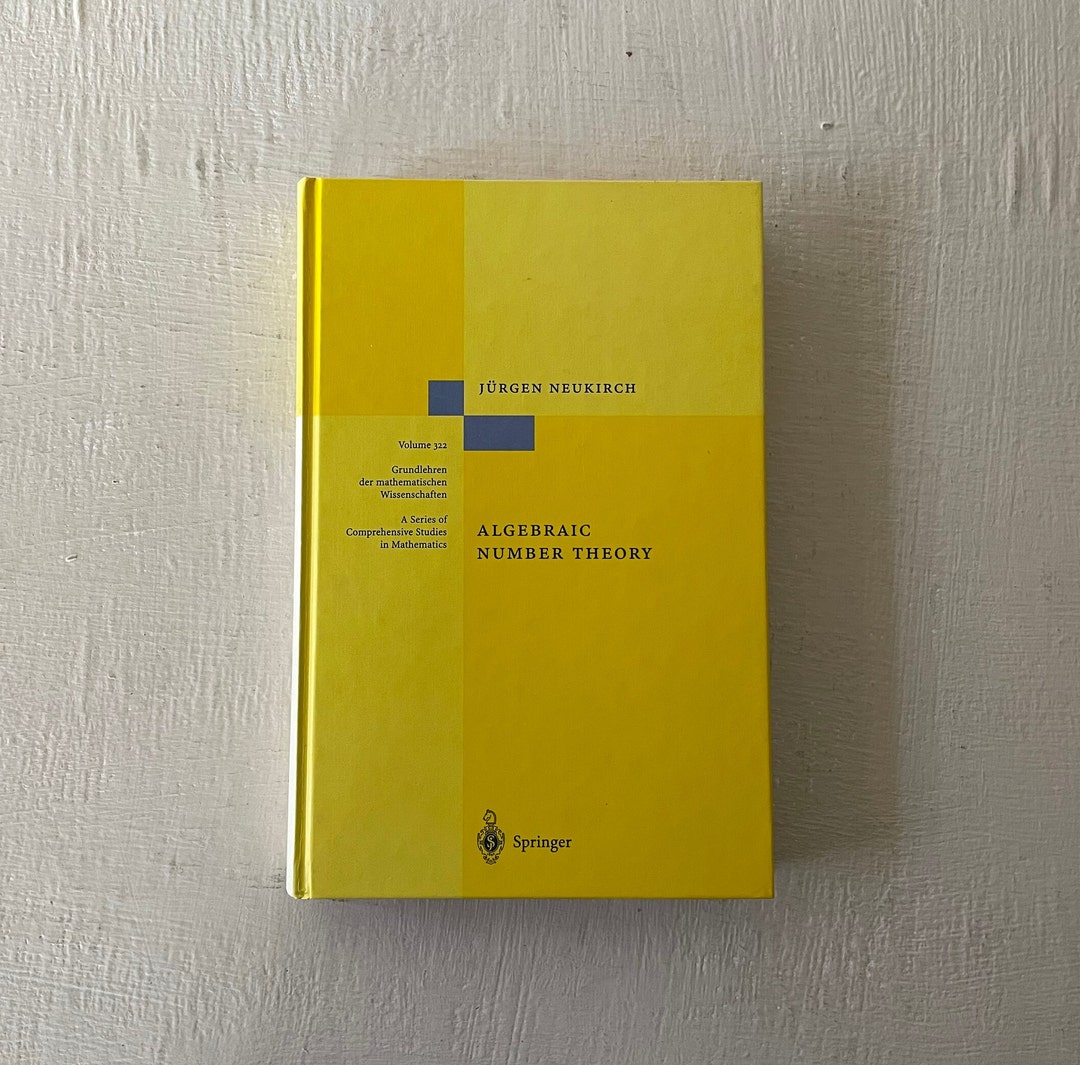 JÜRGEN NEUKIRCH
Volume 322
Grundlehren
der mathematischen
Wissenschaften
A Series of
Comprehensive Studies
in Mathematics
ALGEBRAIC
NUMBER THEORY
Springer